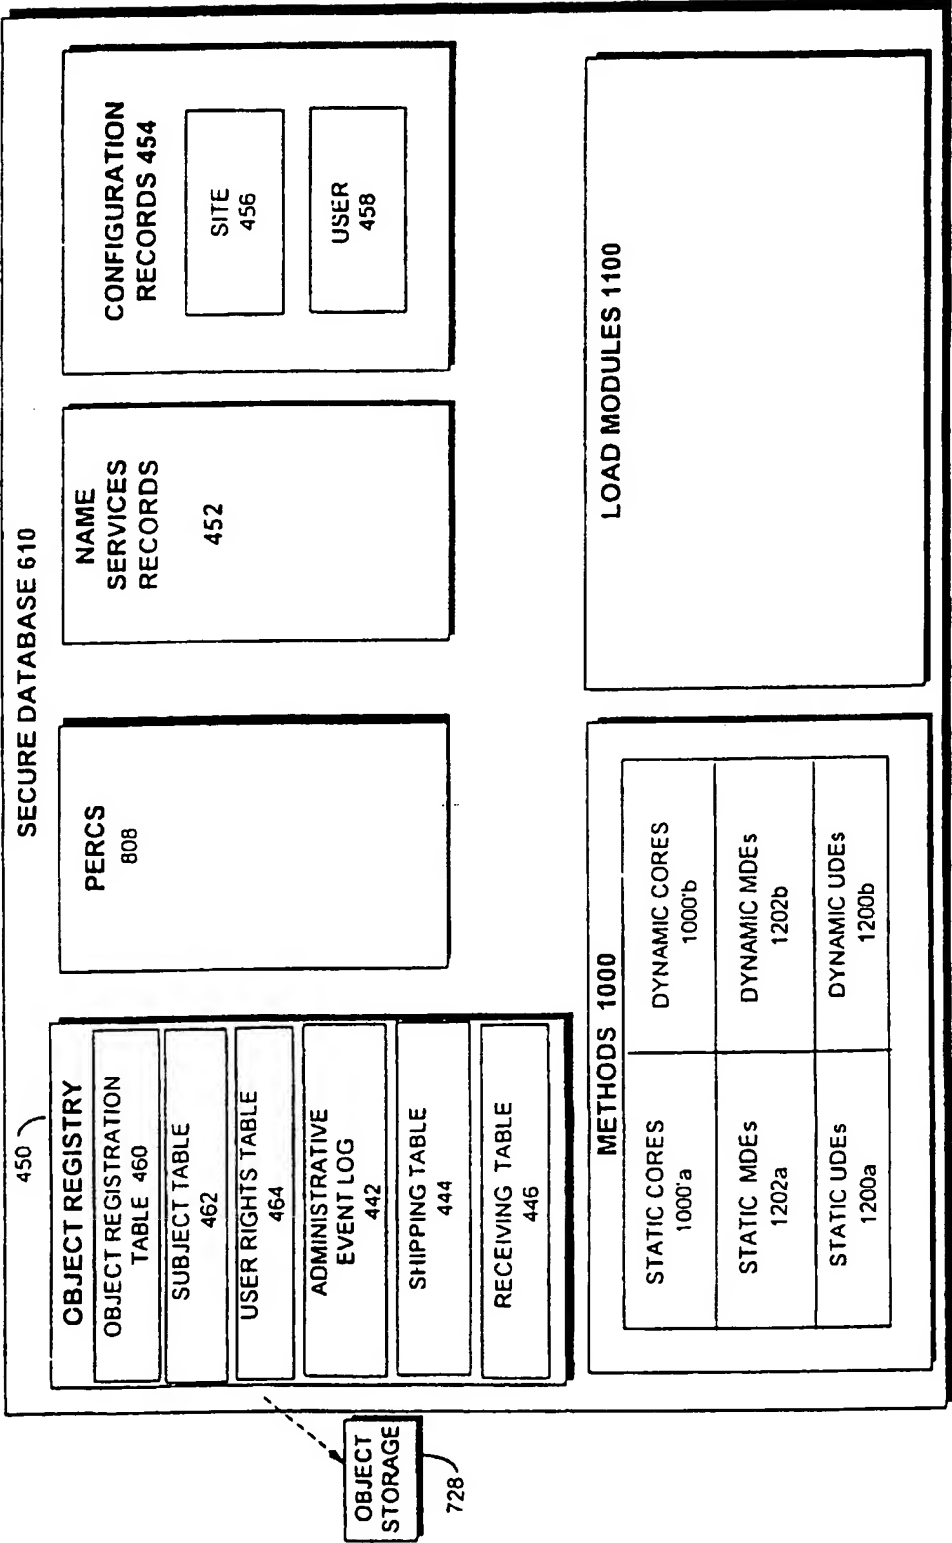 SECURE DATABASE 610
450
CBJECT REGISTRY
OBJECT REGISTRATION
TABLE 460
SUBJECT TABLE
462
USER RIGHTS TABLE
464
ADMINISTRATIVE
EVENT LOG
442
SHIPPING TABLE
444
RECEIVING TABLE
446
OBJECT
STORAGE
728
PERCS
808
NAME
SERVICES
RECORDS
452
CONFIGURATION
RECORDS 454
SITE
456
USER
458
METHODS 1000
STATIC CORES
1000'a
DYNAMIC CORES
1000'b
STATIC MDEs
1202a
DYNAMIC MDEs
1202b
STATIC UDEs
1200a
DYNAMIC UDEs
1200b
LOAD MODULES 1100